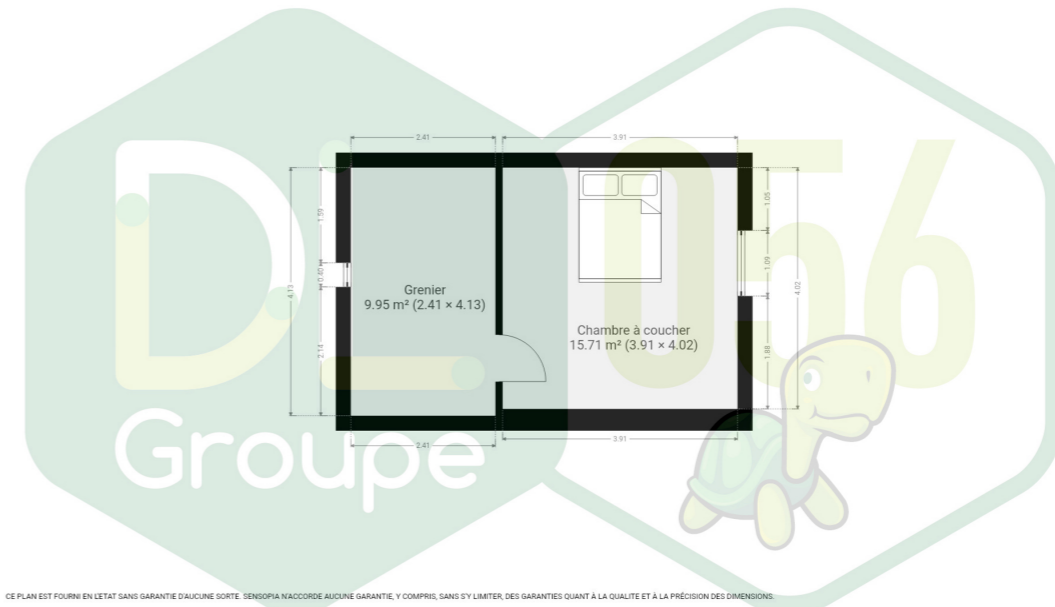 2.41
3.91
1.59
1.05
0.40
1.09
4.13
4.02
Grenier
9.95 m² (2.41 × 4.13)
Chambre à coucher
15.71 m² (3.91 × 4.02)
2.14
1.88
2.41
3.91
DL 056
Groupe
CE PLAN EST FOURNI EN L'ETAT SANS GARANTIE D'AUCUNE SORTE. SENSOPIA N'ACCORDE AUCUNE GARANTIE, Y COMPRIS, SANS S'Y LIMITER, DES GARANTIES QUANT À LA QUALITE ET À LA PRÉCISION DES DIMENSIONS.